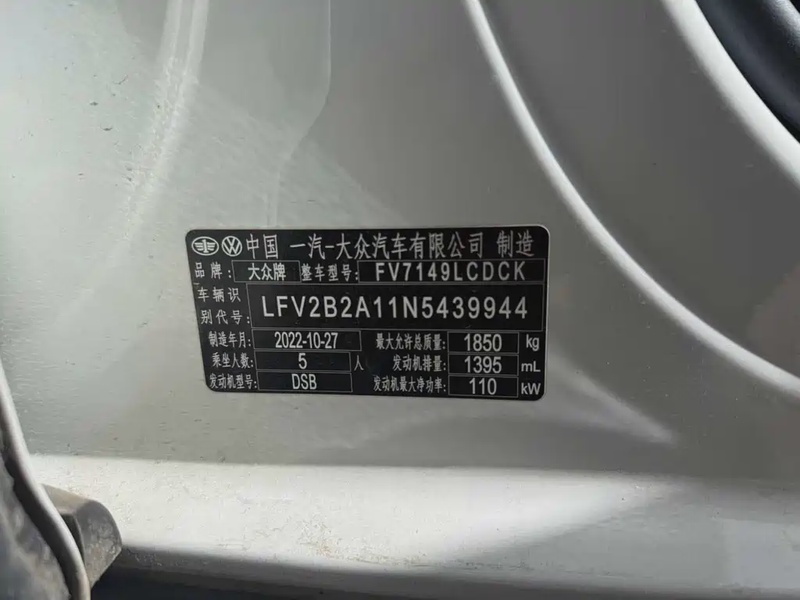 中国 一汽-大众汽车有限公司 制造
品牌: 大众牌 整车型号: FV7149LCDCK
车辆识别代号: LFV2B2A11N5439944
制造年月: 2022-10-27 最大允许总质量: 1850 kg
乘坐人数: 5 人 发动机排量: 1395 mL
发动机型号: DSB 发动机最大净功率: 110 kW